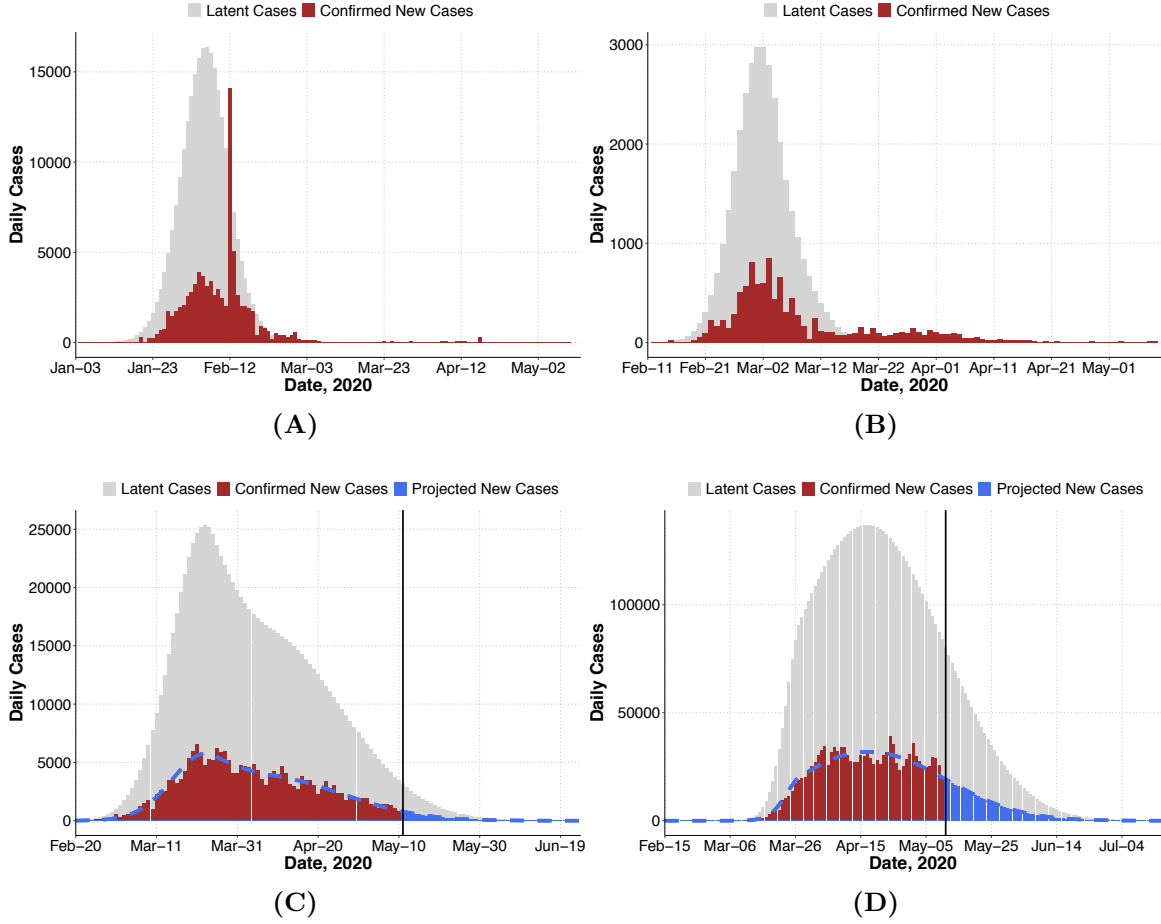 Latent Cases Confirmed New Cases
Daily Cases
15000
10000
5000
0
Jan−03 Jan−23 Feb−12 Mar−03 Mar−23 Apr−12 May−02
Date, 2020
(A)
Latent Cases Confirmed New Cases
Daily Cases
3000
2000
1000
0
Feb−11 Feb−21 Mar−02 Mar−12 Mar−22 Apr−01 Apr−11 Apr−21 May−01
Date, 2020
(B)
Latent Cases Confirmed New Cases Projected New Cases
Daily Cases
25000
20000
15000
10000
5000
0
Feb−20 Mar−11 Mar−31 Apr−20 May−10 May−30 Jun−19
Date, 2020
(C)
Latent Cases Confirmed New Cases Projected New Cases
Daily Cases
100000
50000
0
Feb−15 Mar−06 Mar−26 Apr−15 May−05 May−25 Jun−14 Jul−04
Date, 2020
(D)